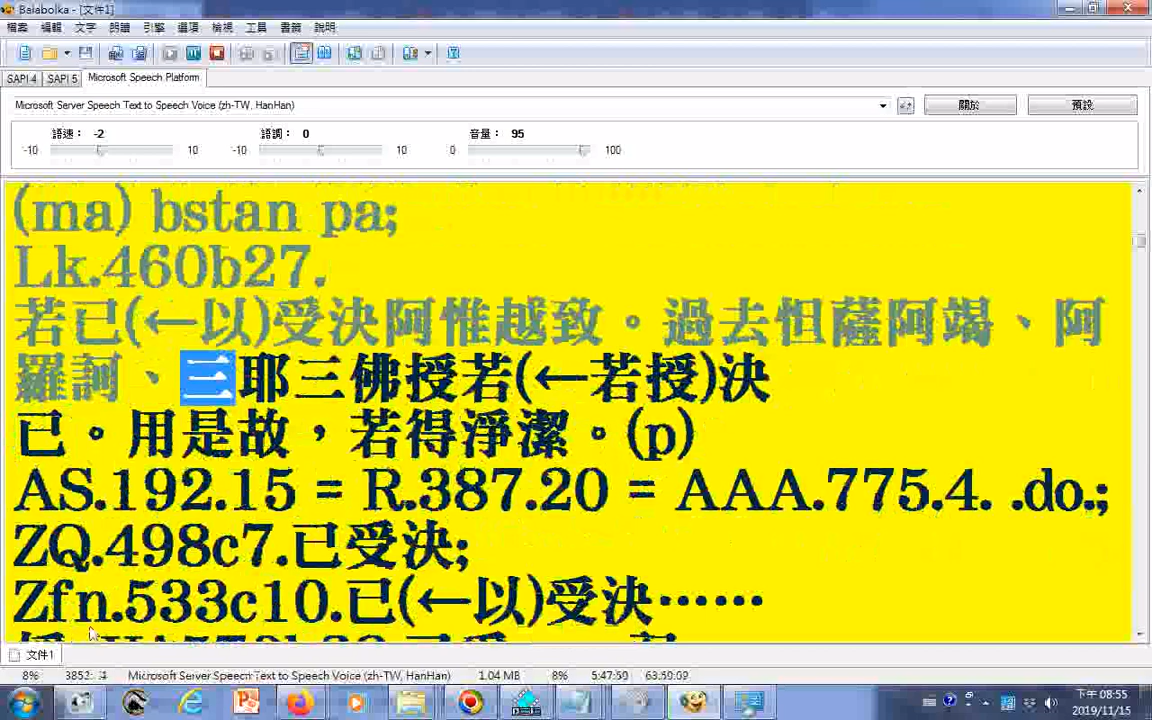 Balabolka - [文件1]
檔案 編輯 文字 朗讀 引擎 選項 檢視 工具 書籤 說明
SAPI 4 SAPI 5 Microsoft Speech Platform
Microsoft Server Speech Text to Speech Voice (zh-TW, HanHan) 關於 預設
語速： -2 語調： 0 音量： 95
-10 10 -10 10 0 100
(ma) bstan pa;
Lk.460b27.
若已(←以)受決阿惟越致。過去怛薩阿竭、阿
羅訶、三耶三佛授若(←若授)決
已。用是故，若得淨潔。(p)
AS.192.15 = R.387.20 = AAA.775.4. .do.;
ZQ.498c7.已受決;
Zfn.533c10.已(←以)受決……
文件1
8% Microsoft Server Speech Text to Speech Voice (zh-TW, HanHan) 1.04 MB 8% 5:47:59 63:59:09
下午 08:55
2019/11/15